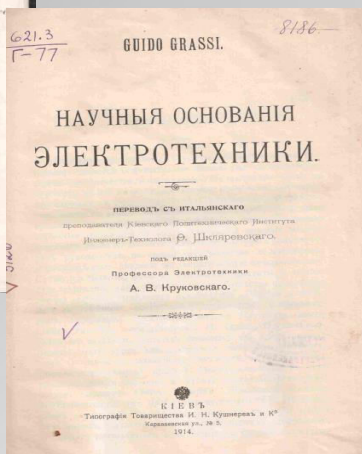 621.3
Г-77
8186.—
GUIDO GRASSI.
НАУЧНЫЯ ОСНОВАНІЯ
ЭЛЕКТРОТЕХНИКИ.
ПЕРЕВОДЪ СЪ ИТАЛЬЯНСКАГО
преподавателя Кіевскаго Политехническаго Института
Инженеръ-Технолога Ѳ. Шкляревскаго.
ПОДЪ РЕДАКЦІЕЙ
Профессора Электротехники
А. В. Круковскаго.
КІЕВЪ
Типографія Товарищества И. Н. Кушнеревъ и Ко
Караваевская ул., № 5.
1914.